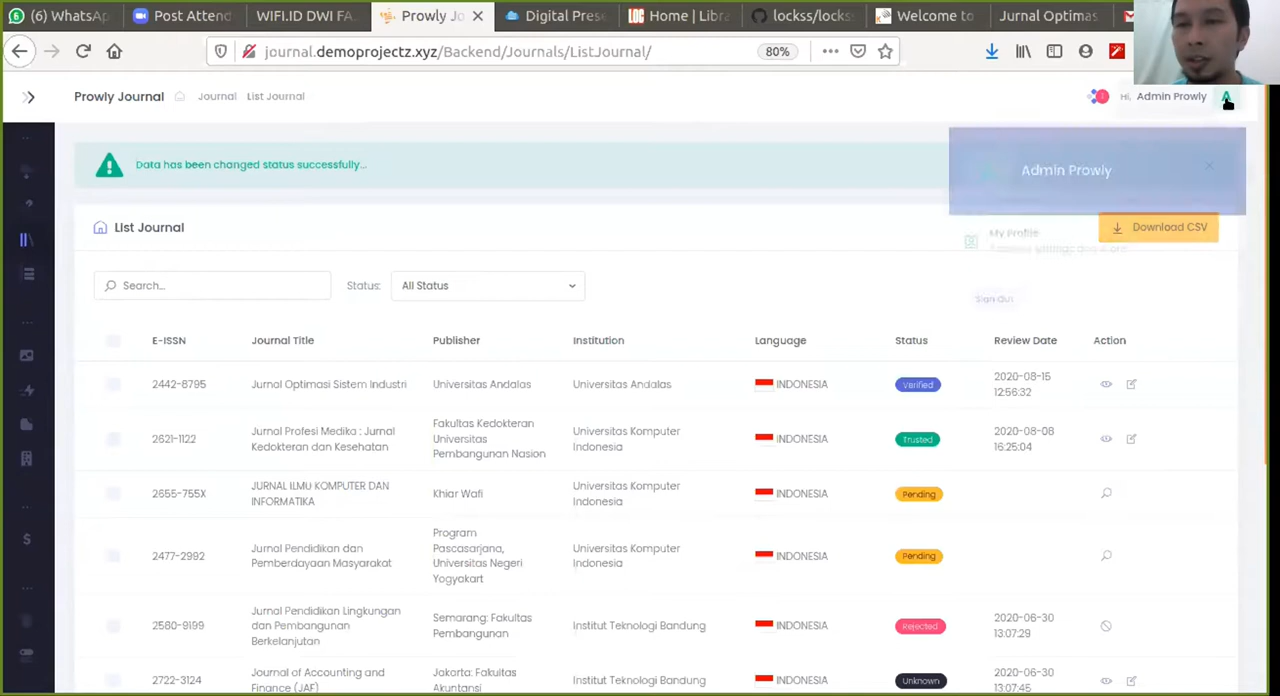 (6) WhatsA
Post Attend
WIFI.ID DWI FA
Prowly Jo
Digital Prese
Home | Libra
lockss/locks
Welcome to
Jurnal Optimas
journal.demoprojectz.xyz/Backend/Journals/ListJournal/
80%
Prowly Journal
Journal
List Journal
Hi, Admin Prowly
A
Data has been changed status successfully...
Admin Prowly
List Journal
My Profile
Download CSV
Search...
Status:
All Status
Sign Out
E-ISSN
Journal Title
Publisher
Institution
Language
Status
Review Date
Action
2442-8795
Jurnal Optimasi Sistem Industri
Universitas Andalas
Universitas Andalas
INDONESIA
Verified
2020-08-15
12:56:32
2621-1122
Jurnal Profesi Medika : Jurnal
Kedokteran dan Kesehatan
Fakultas Kedokteran
Universitas
Pembangunan Nasion
Universitas Komputer
Indonesia
INDONESIA
Trusted
2020-08-08
16:25:04
2655-755X
JURNAL ILMU KOMPUTER DAN
INFORMATIKA
Khiar Wafi
Universitas Komputer
Indonesia
INDONESIA
Pending
2477-2992
Jurnal Pendidikan dan
Pemberdayaan Masyarakat
Program
Pascasarjana,
Universitas Negeri
Yogyakart
Universitas Komputer
Indonesia
INDONESIA
Pending
2580-9199
Jurnal Pendidikan Lingkungan
dan Pembangunan
Berkelanjutan
Semarang: Fakultas
Pembangunan
Institut Teknologi Bandung
INDONESIA
Rejected
2020-06-30
13:07:29
2722-3124
Journal of Accounting and
Finance (JAF)
Jakarta: Fakultas
Akuntansi
Institut Teknologi Bandung
INDONESIA
Unknown
2020-06-30
13:07:45